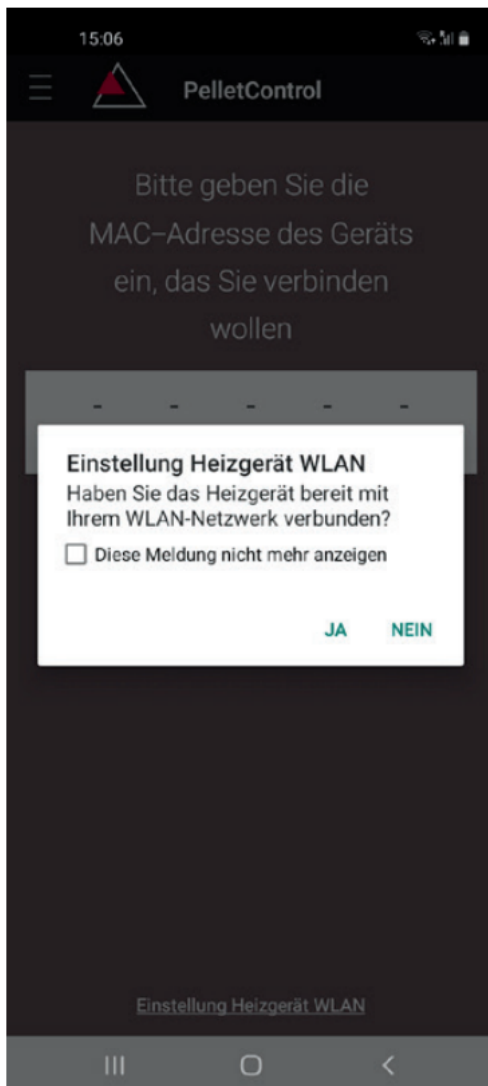 15:06
PelletControl
Bitte geben Sie die
MAC-Adresse des Geräts
ein, das Sie verbinden
wollen
- - - - -
Einstellung Heizgerät WLAN
Haben Sie das Heizgerät bereit mit
Ihrem WLAN-Netzwerk verbunden?
Diese Meldung nicht mehr anzeigen
JA NEIN
Einstellung Heizgerät WLAN